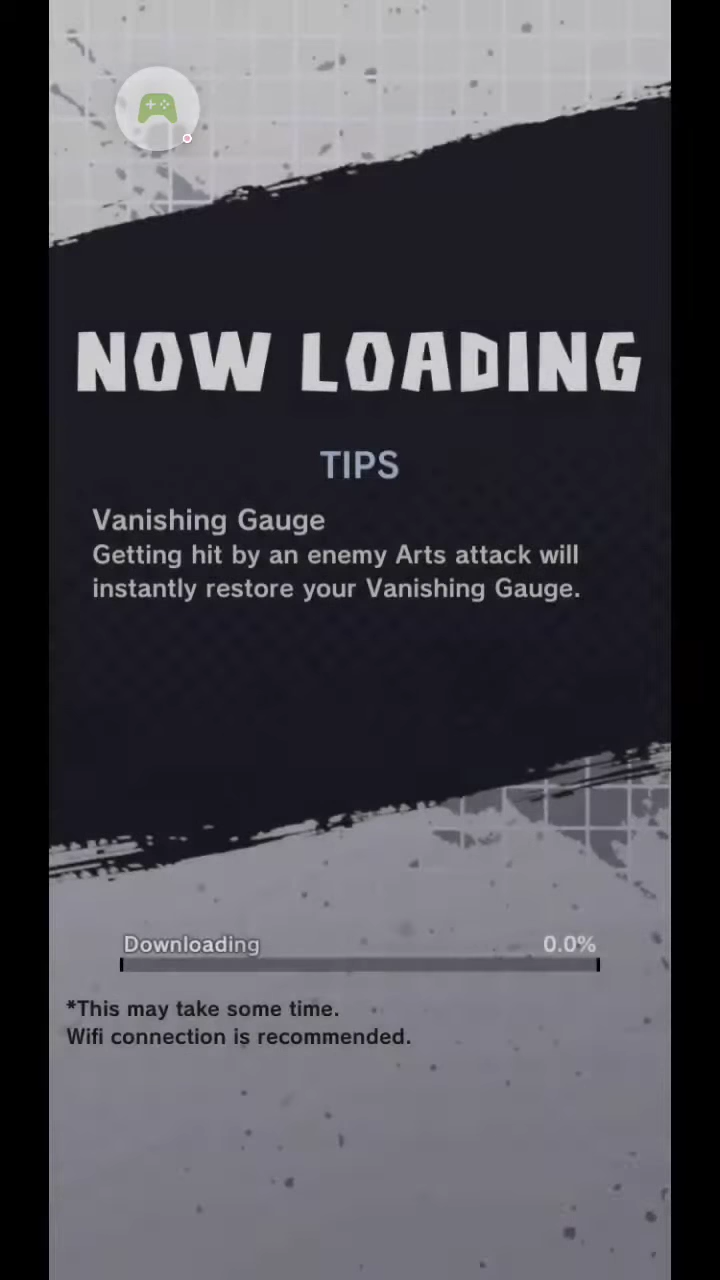 NOW LOADING
TIPS
Vanishing Gauge
Getting hit by an enemy Arts attack will
instantly restore your Vanishing Gauge.
Downloading 0.0%
*This may take some time.
Wifi connection is recommended.